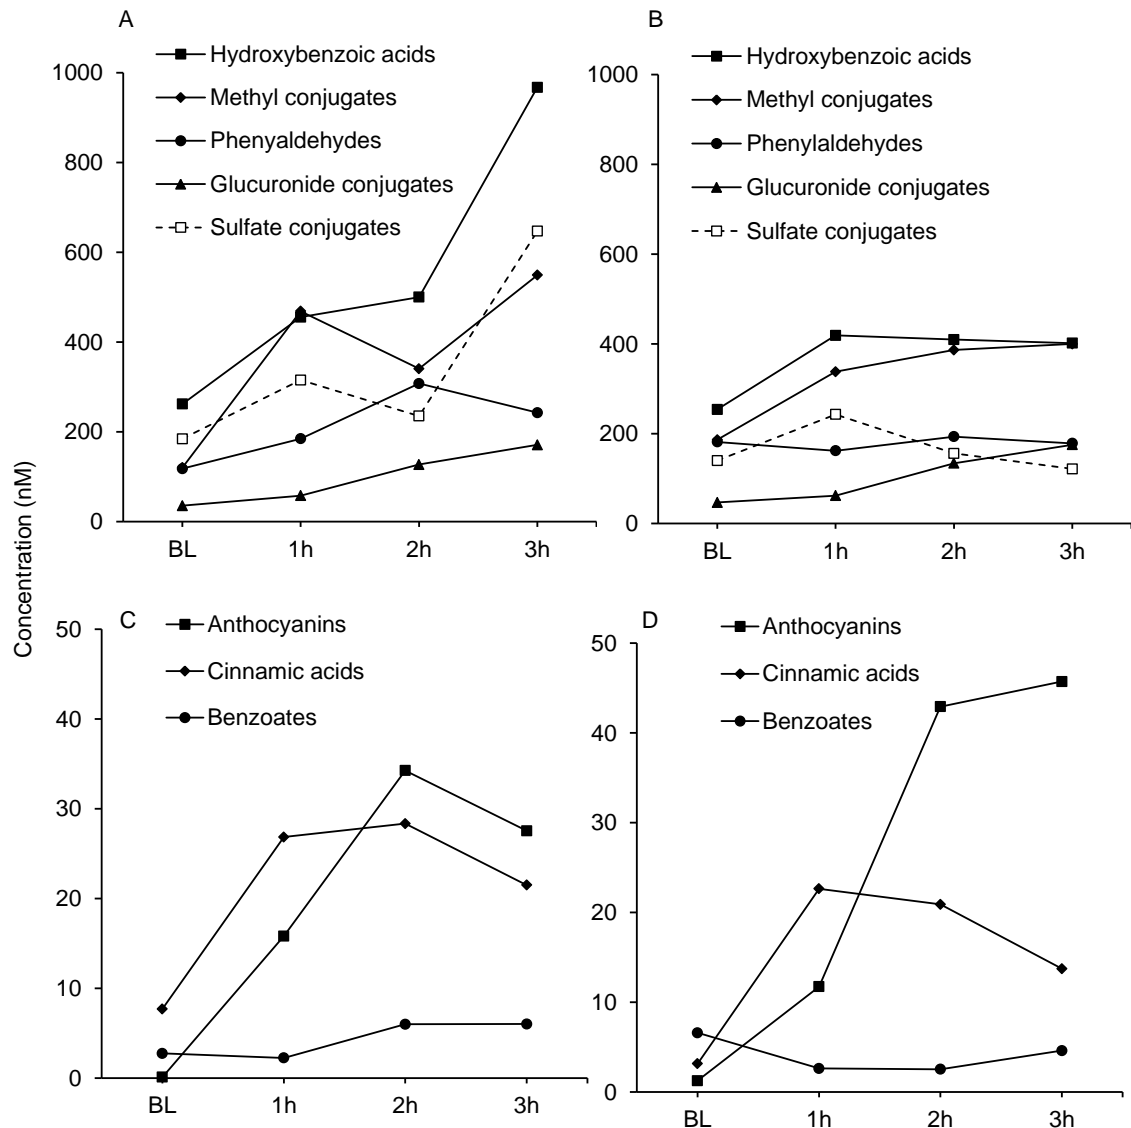 A
Hydroxybenzoic acids
Methyl conjugates
Phenyaldehydes
Glucuronide conjugates
Sulfate conjugates
1000
800
600
400
200
0
BL 1h 2h 3h
B
Hydroxybenzoic acids
Methyl conjugates
Phenylaldehydes
Glucuronide conjugates
Sulfate conjugates
1000
800
600
400
200
0
BL 1h 2h 3h
Concentration (nM)
C
Anthocyanins
Cinnamic acids
Benzoates
50
40
30
20
10
0
BL 1h 2h 3h
D
Anthocyanins
Cinnamic acids
Benzoates
50
40
30
20
10
0
BL 1h 2h 3h